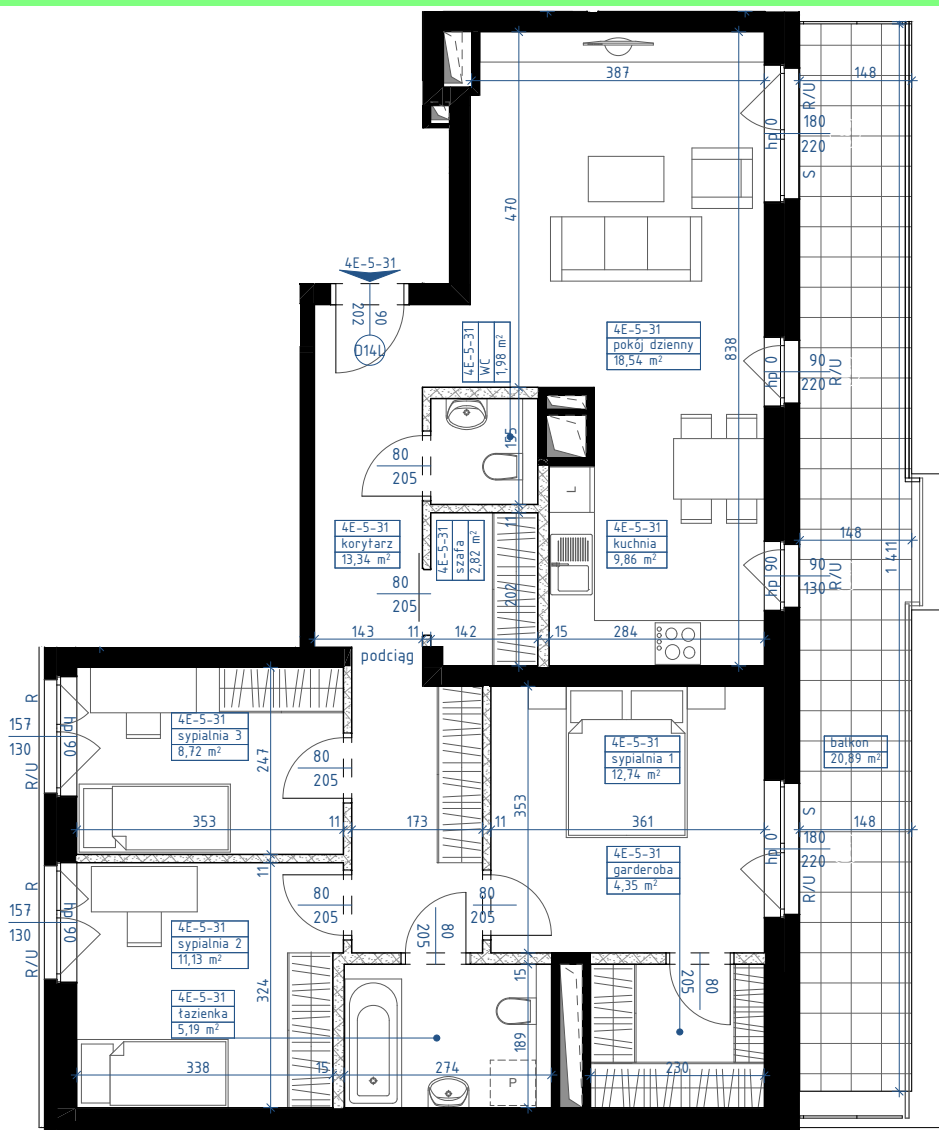 387
148
R/U
180
220
S
hp 0
470
838
4E-5-31
202
90
D14L
4E-5-31
WC
1,98 m²
4E-5-31
pokój dzienny
18,54 m²
hp 0
90
220
R/U
80
205
155
11
L
4E-5-31
korytarz
13,34 m²
4E-5-31
szafa
2,82 m²
4E-5-31
kuchnia
9,86 m²
148
1 411
hp 90
90
130
R/U
80
205
202
143
11
142
15
284
podciąg
R
157
130
R/U
hp 90
4E-5-31
sypialnia 3
8,72 m²
247
80
205
4E-5-31
sypialnia 1
12,74 m²
balkon
20,89 m²
353
353
11
173
11
361
148
S
hp 0
180
220
R/U
4E-5-31
garderoba
4,35 m²
11
R
157
130
R/U
hp 90
80
205
80
205
80
205
4E-5-31
sypialnia 2
11,13 m²
324
15
205
80
4E-5-31
łazienka
5,19 m²
189
338
15
274
P
230